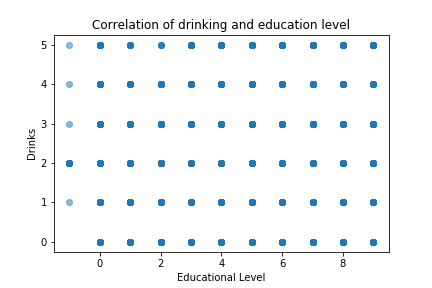 Correlation of drinking and education level
5
4
3
2
1
0
Drinks
0 2 4 6 8
Educational Level